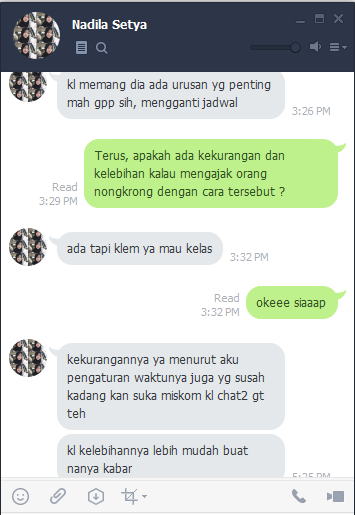 Nadila Setya
kl memang dia ada urusan yg penting
mah gpp sih, mengganti jadwal
3:26 PM
Terus, apakah ada kekurangan dan
kelebihan kalau mengajak orang
nongkrong dengan cara tersebut ?
Read
3:29 PM
ada tapi klem ya mau kelas
3:32 PM
Read
3:32 PM
okeee siaaap
kekurangannya ya menurut aku
pengaturan waktunya juga yg susah
kadang kan suka miskom kl chat2 gt
teh
kl kelebihannya lebih mudah buat
nanya kabar
5:25 PM